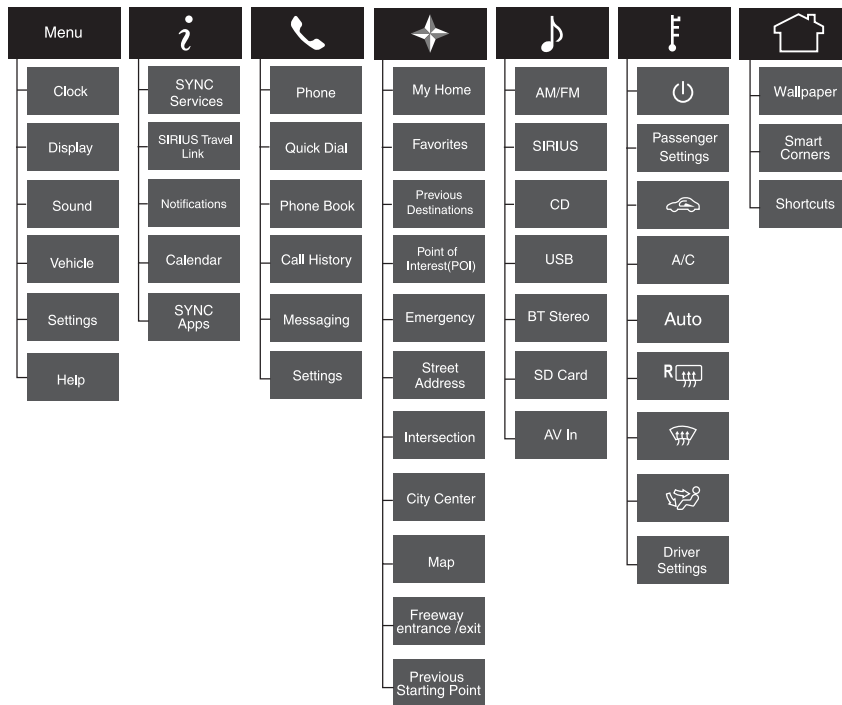 Menu
Clock
Display
Sound
Vehicle
Settings
Help
i
SYNC
Services
SIRIUS Travel
Link
Notifications
Calendar
SYNC
Apps
Phone
Quick Dial
Phone Book
Call History
Messaging
Settings
My Home
Favorites
Previous
Destinations
Point of
Interest(POI)
Emergency
Street
Address
Intersection
City Center
Map
Freeway
entrance /exit
Previous
Starting Point
AM/FM
SIRIUS
CD
USB
BT Stereo
SD Card
AV In
Passenger
Settings
A/C
Auto
R
Driver
Settings
Wallpaper
Smart
Corners
Shortcuts